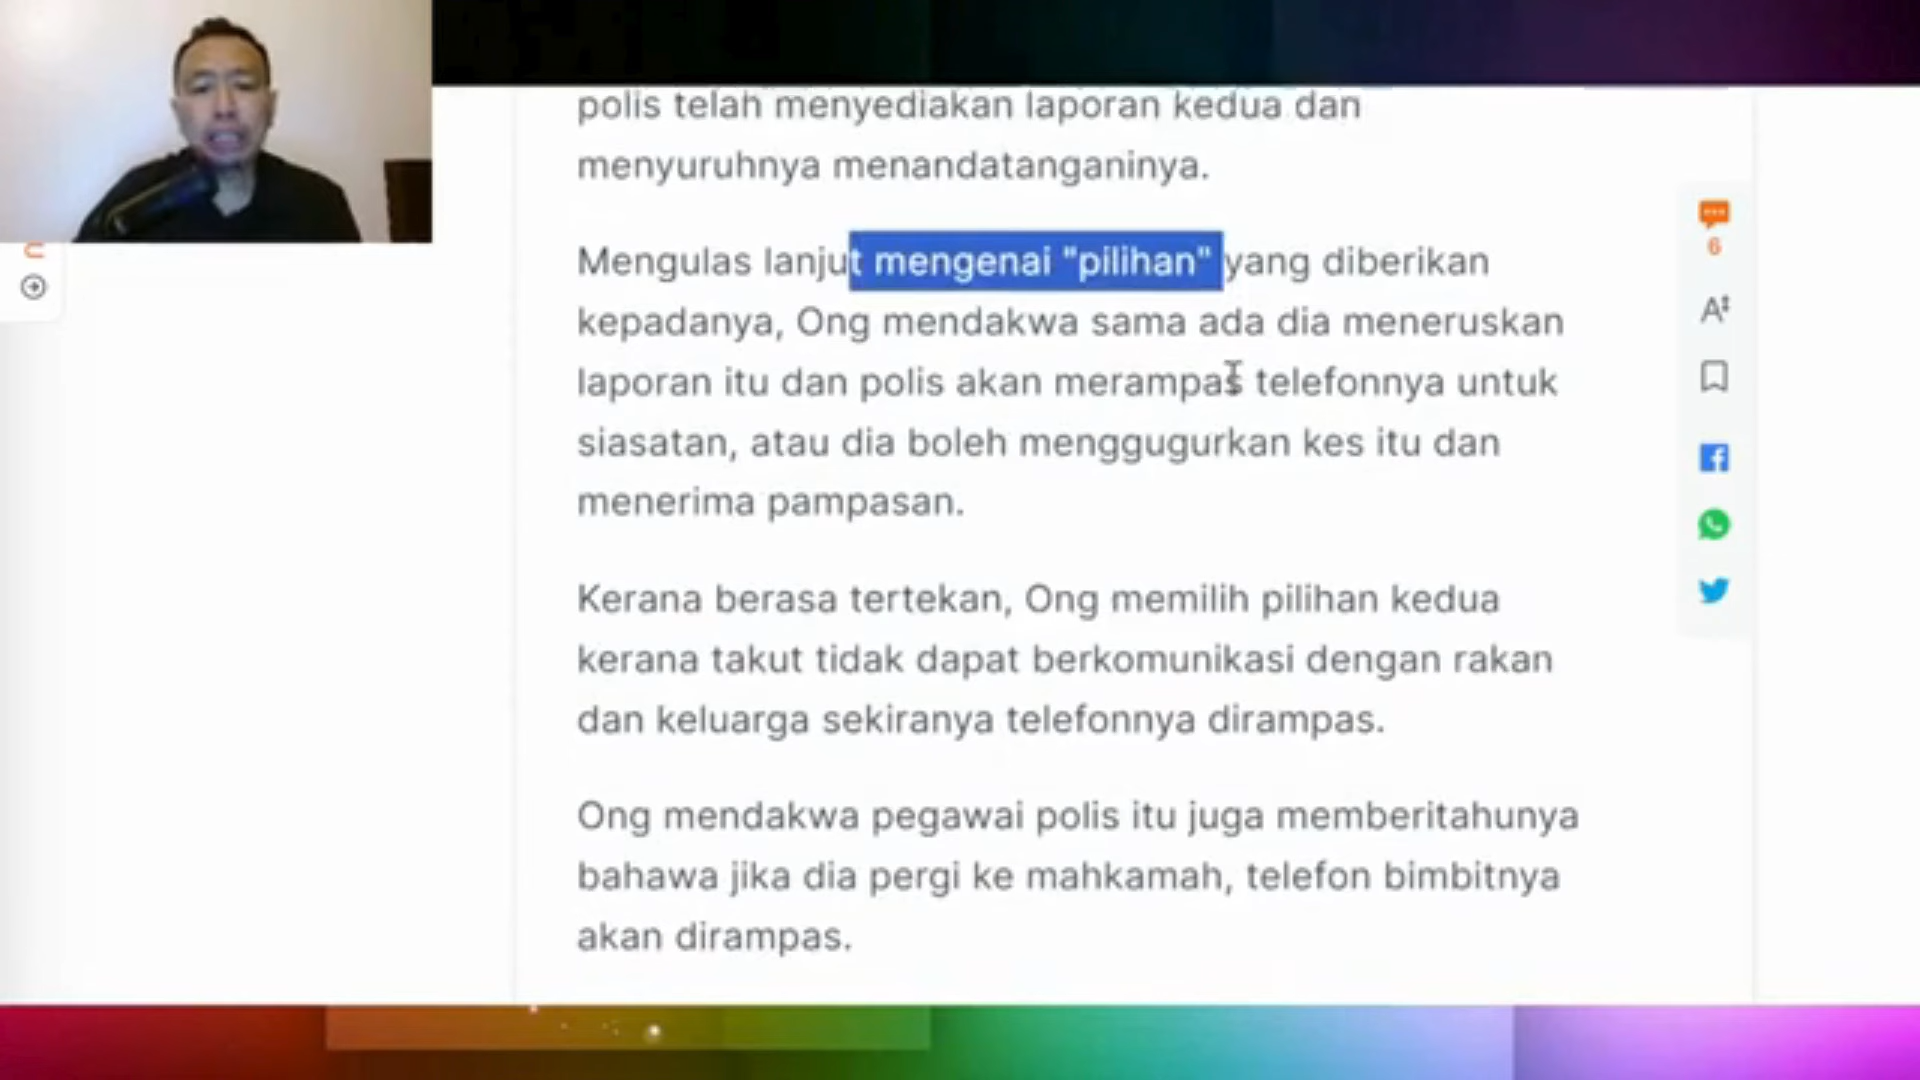 polis telah menyediakan laporan kedua dan
menyuruhnya menandatanganinya.
Mengulas lanjut mengenai "pilihan" yang diberikan
kepadanya, Ong mendakwa sama ada dia meneruskan
laporan itu dan polis akan merampas telefonnya untuk
siasatan, atau dia boleh menggugurkan kes itu dan
menerima pampasan.
Kerana berasa tertekan, Ong memilih pilihan kedua
kerana takut tidak dapat berkomunikasi dengan rakan
dan keluarga sekiranya telefonnya dirampas.
Ong mendakwa pegawai polis itu juga memberitahunya
bahawa jika dia pergi ke mahkamah, telefon bimbitnya
akan dirampas.
6
A